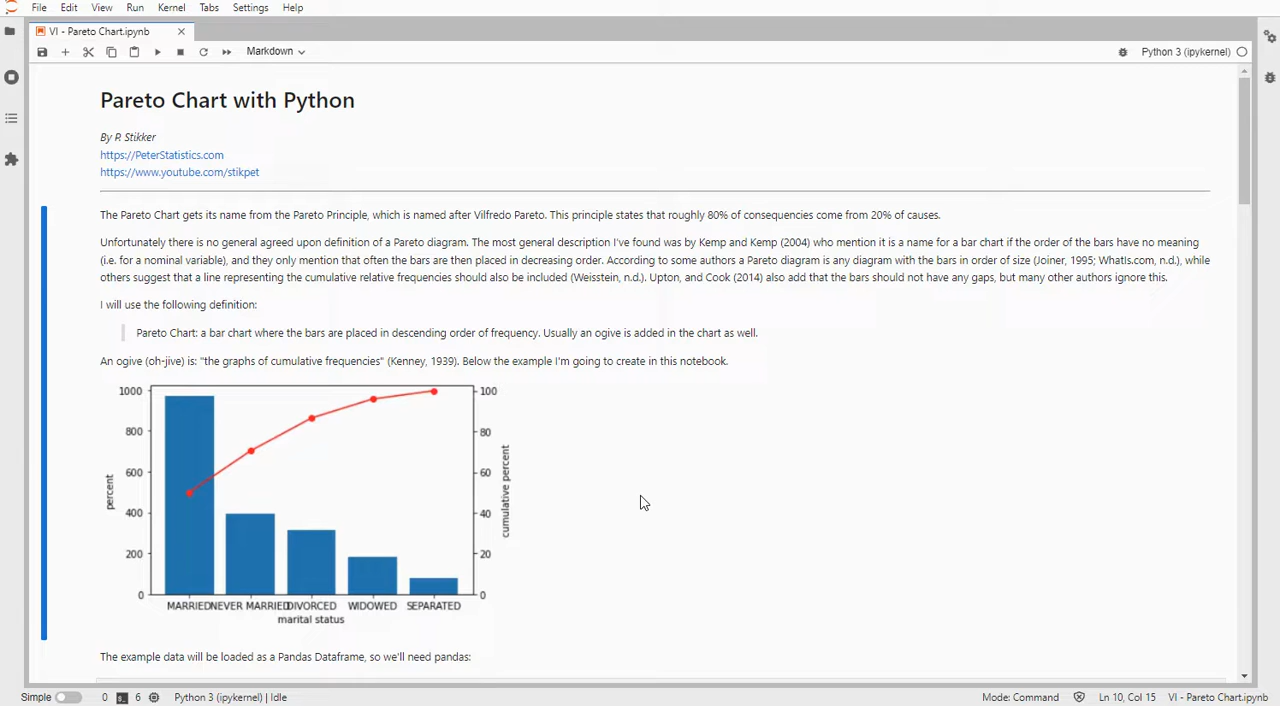 File Edit View Run Kernel Tabs Settings Help
VI - Pareto Chart.ipynb
Markdown
Python 3 (ipykernel)
Pareto Chart with Python
By P. Stikker
https://PeterStatistics.com
https://www.youtube.com/stikpet
The Pareto Chart gets its name from the Pareto Principle, which is named after Vilfredo Pareto. This principle states that roughly 80% of consequencies come from 20% of causes.
Unfortunately there is no general agreed upon definition of a Pareto diagram. The most general description I've found was by Kemp and Kemp (2004) who mention it is a name for a bar chart if the order of the bars have no meaning
(i.e. for a nominal variable), and they only mention that often the bars are then placed in decreasing order. According to some authors a Pareto diagram is any diagram with the bars in order of size (Joiner, 1995; WhatIs.com, n.d.), while
others suggest that a line representing the cumulative relative frequencies should also be included (Weisstein, n.d.). Upton, and Cook (2014) also add that the bars should not have any gaps, but many other authors ignore this.
I will use the following definition:
Pareto Chart: a bar chart where the bars are placed in descending order of frequency. Usually an ogive is added in the chart as well.
An ogive (oh-jive) is: "the graphs of cumulative frequencies" (Kenney, 1939). Below the example I'm going to create in this notebook.
1000
800
600
400
200
0
percent
100
80
60
40
20
0
cumulative percent
MARRIED NEVER MARRIED DIVORCED WIDOWED SEPARATED
marital status
The example data will be loaded as a Pandas Dataframe, so we'll need pandas:
Simple 0 6 Python 3 (ipykernel) | Idle Mode: Command Ln 10, Col 15 VI - Pareto Chart.ipynb